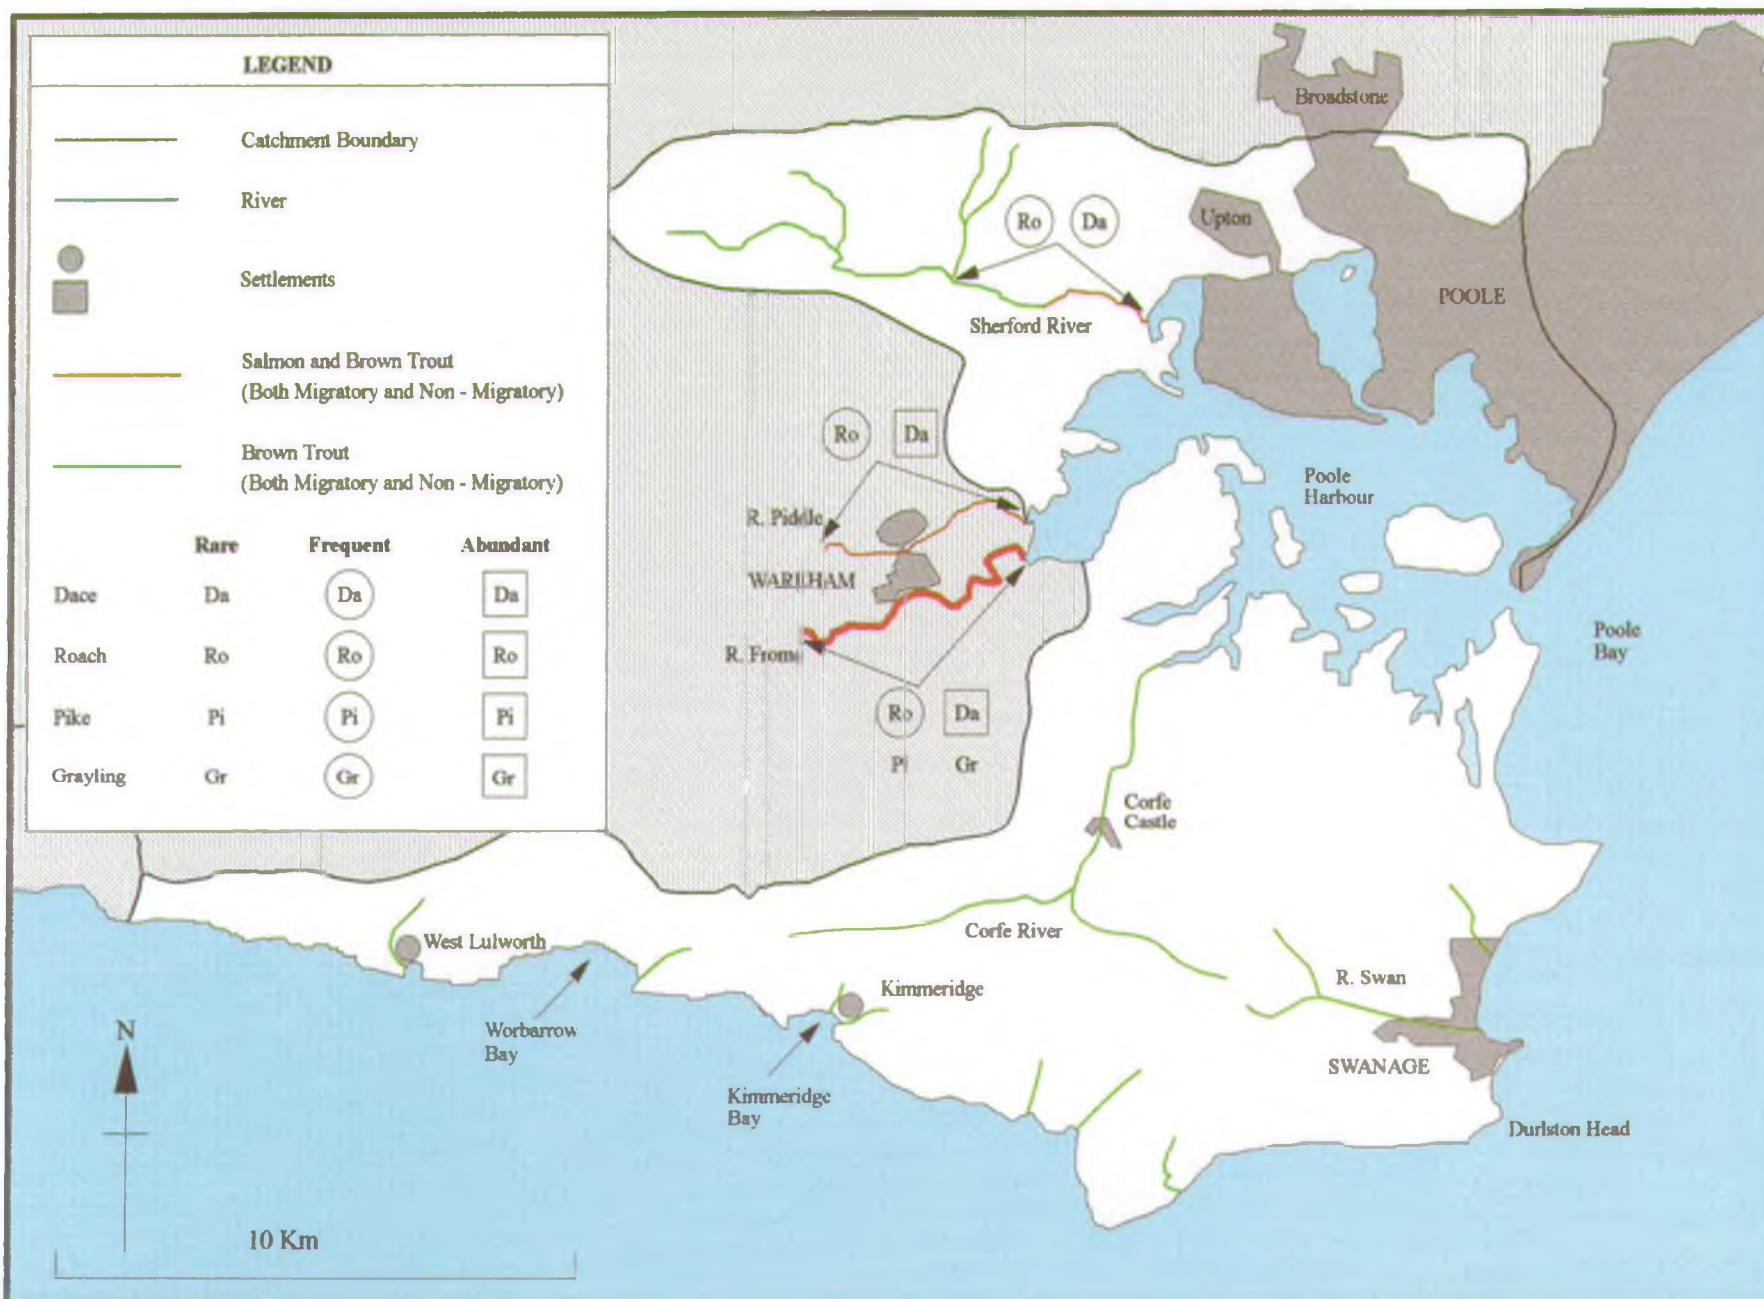 LEGEND
Catchment Boundary
River
Settlements
Salmon and Brown Trout
(Both Migratory and Non - Migratory)
Brown Trout
(Both Migratory and Non - Migratory)
Rare Frequent Abundant
Dace Da Da Da
Roach Ro Ro Ro
Pike Pi Pi Pi
Grayling Gr Gr Gr
Broadstone
Upton
Ro Da
POOLE
Sherford River
Ro Da
Poole
Harbour
R. Piddle
WAREHAM
R. Frome
Poole
Bay
Ro Da
Pi Gr
Corfe
Castle
Corfe River
West Lulworth
Kimmeridge
R. Swan
Worbarrow
Bay
Kimmeridge
Bay
SWANAGE
Durlston Head
N
10 Km